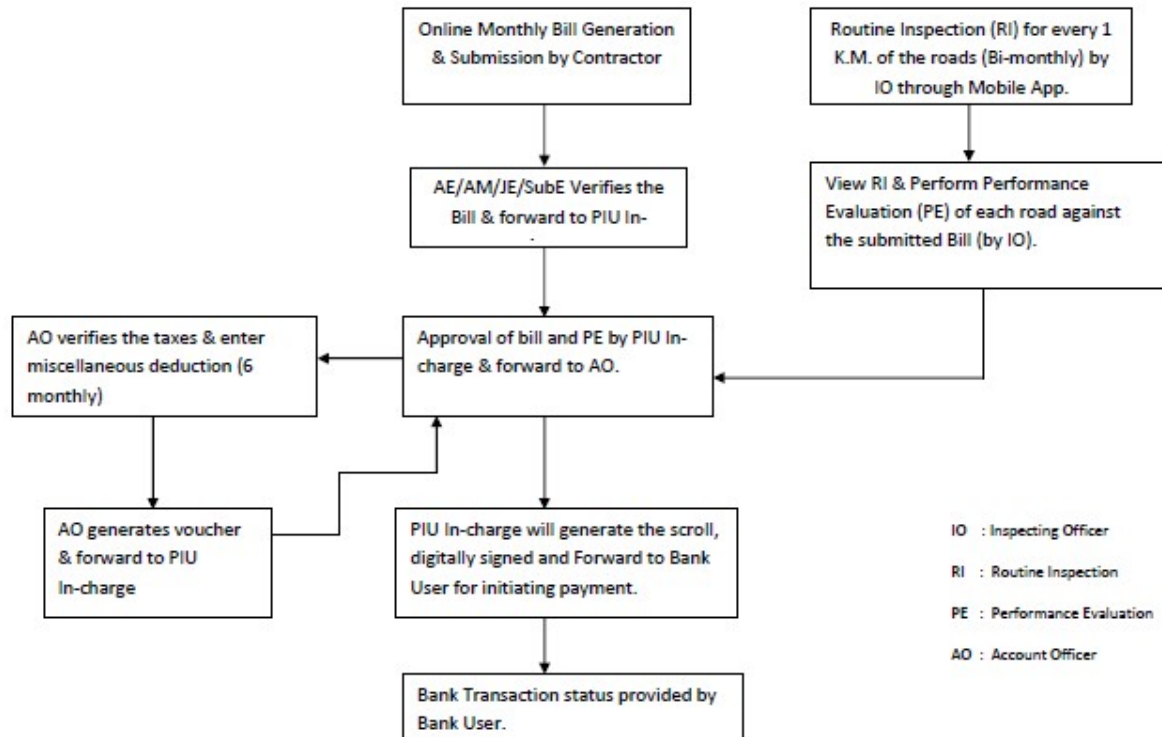 Online Monthly Bill Generation
& Submission by Contractor
Routine Inspection (RI) for every 1
K.M. of the roads (Bi-monthly) by
IO through Mobile App.
AE/AM/JE/SubE Verifies the
Bill & forward to PIU In-
View RI & Perform Performance
Evaluation (PE) of each road against
the submitted Bill (by IO).
AO verifies the taxes & enter
miscellaneous deduction (6
monthly)
Approval of bill and PE by PIU In-
charge & forward to AO.
AO generates voucher
& forward to PIU
In-charge
PIU In-charge will generate the scroll,
digitally signed and Forward to Bank
User for initiating payment.
Bank Transaction status provided by
Bank User.
IO : Inspecting Officer
RI : Routine Inspection
PE : Performance Evaluation
AO : Account Officer